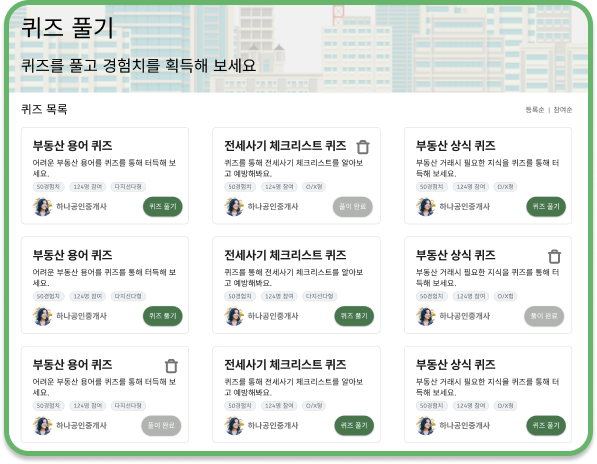 퀴즈 풀기
퀴즈를 풀고 경험치를 획득해 보세요
퀴즈 목록
등록순 | 참여순
부동산 용어 퀴즈
어려운 부동산 용어를 퀴즈를 통해 터득해 보
세요.
50경험치 124명 참여 다지선다형
하나공인중개사 퀴즈 풀기
전세사기 체크리스트 퀴즈
퀴즈를 통해 전세사기 체크리스트를 알아보
고 예방해봐요.
50경험치 124명 참여 O/X형
하나공인중개사 풀이 완료
부동산 상식 퀴즈
부동산 거래시 필요한 지식을 퀴즈를 통해 터
득해 보세요.
50경험치 124명 참여 O/X형
하나공인중개사 퀴즈 풀기
부동산 용어 퀴즈
어려운 부동산 용어를 퀴즈를 통해 터득해 보
세요.
50경험치 124명 참여 다지선다형
하나공인중개사 퀴즈 풀기
전세사기 체크리스트 퀴즈
퀴즈를 통해 전세사기 체크리스트를 알아보
고 예방해봐요.
50경험치 124명 참여 다지선다형
하나공인중개사 퀴즈 풀기
부동산 상식 퀴즈
부동산 거래시 필요한 지식을 퀴즈를 통해 터
득해 보세요.
50경험치 124명 참여 O/X형
하나공인중개사 풀이 완료
부동산 용어 퀴즈
어려운 부동산 용어를 퀴즈를 통해 터득해 보
세요.
50경험치 124명 참여 다지선다형
하나공인중개사 풀이 완료
전세사기 체크리스트 퀴즈
퀴즈를 통해 전세사기 체크리스트를 알아보
고 예방해봐요.
50경험치 124명 참여 O/X형
하나공인중개사 퀴즈 풀기
부동산 상식 퀴즈
부동산 거래시 필요한 지식을 퀴즈를 통해 터
득해 보세요.
50경험치 124명 참여 O/X형
하나공인중개사 퀴즈 풀기